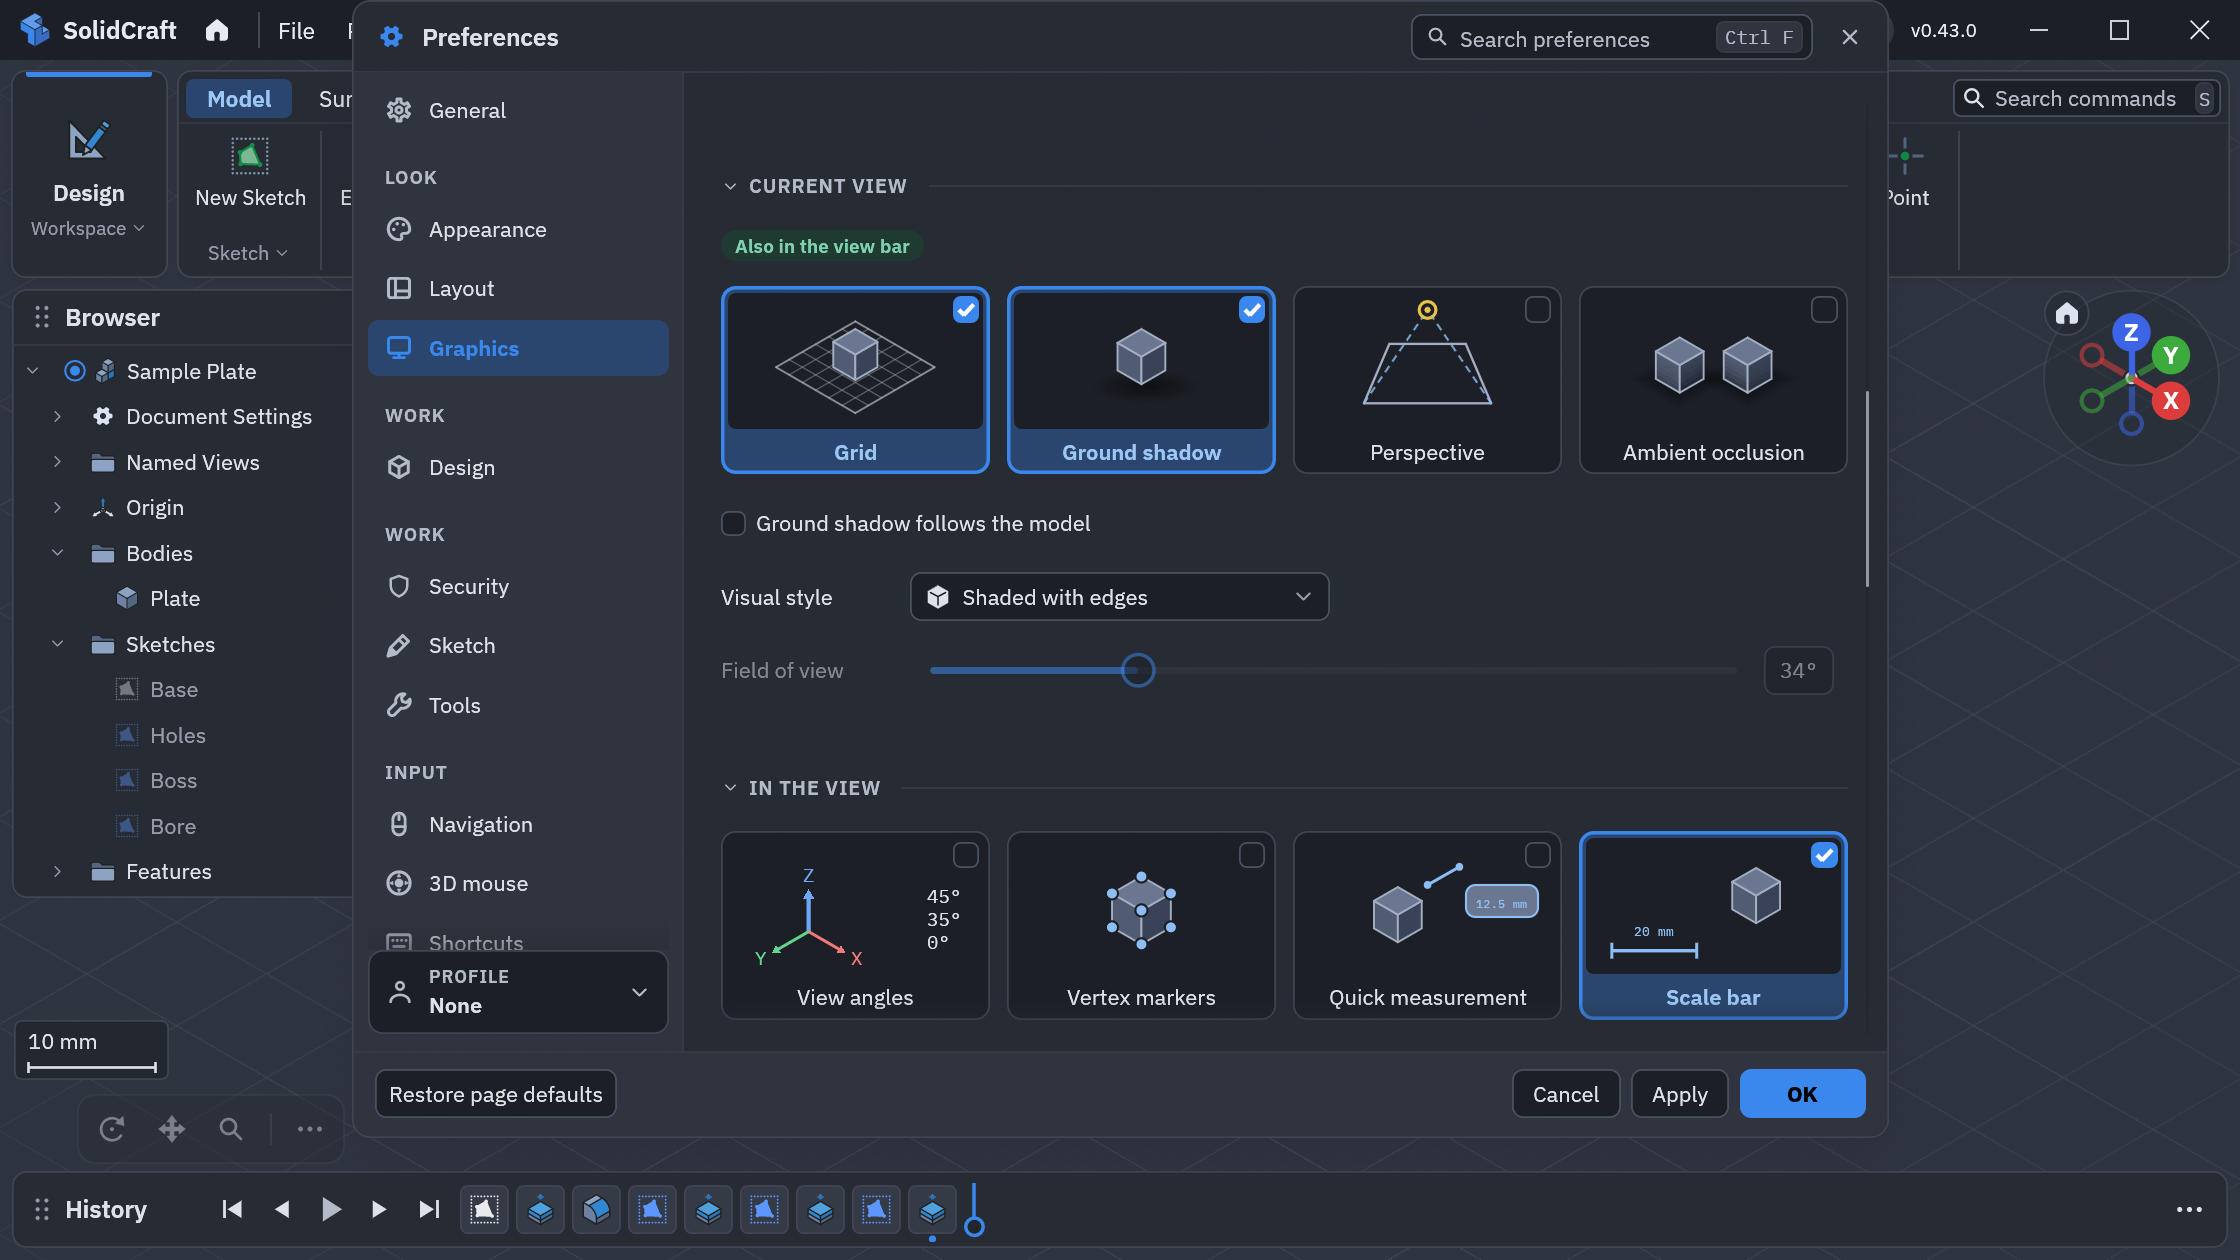 SolidCraft
File
Preferences
Search preferences
Ctrl F
v0.43.0
Design
Workspace
Model
New Sketch
Sketch
Search commands
S
Point
Browser
Sample Plate
Document Settings
Named Views
Origin
Bodies
Plate
Sketches
Base
Holes
Boss
Bore
Features
General
LOOK
Appearance
Layout
Graphics
WORK
Design
WORK
Security
Sketch
Tools
INPUT
Navigation
3D mouse
Shortcuts
PROFILE
None
CURRENT VIEW
Also in the view bar
Grid
Ground shadow
Perspective
Ambient occlusion
Ground shadow follows the model
Visual style
Shaded with edges
Field of view
34°
IN THE VIEW
Z
Y
X
45°
35°
0°
View angles
Vertex markers
12.5 mm
Quick measurement
20 mm
Scale bar
Z
Y
X
10 mm
Restore page defaults
Cancel
Apply
OK
History